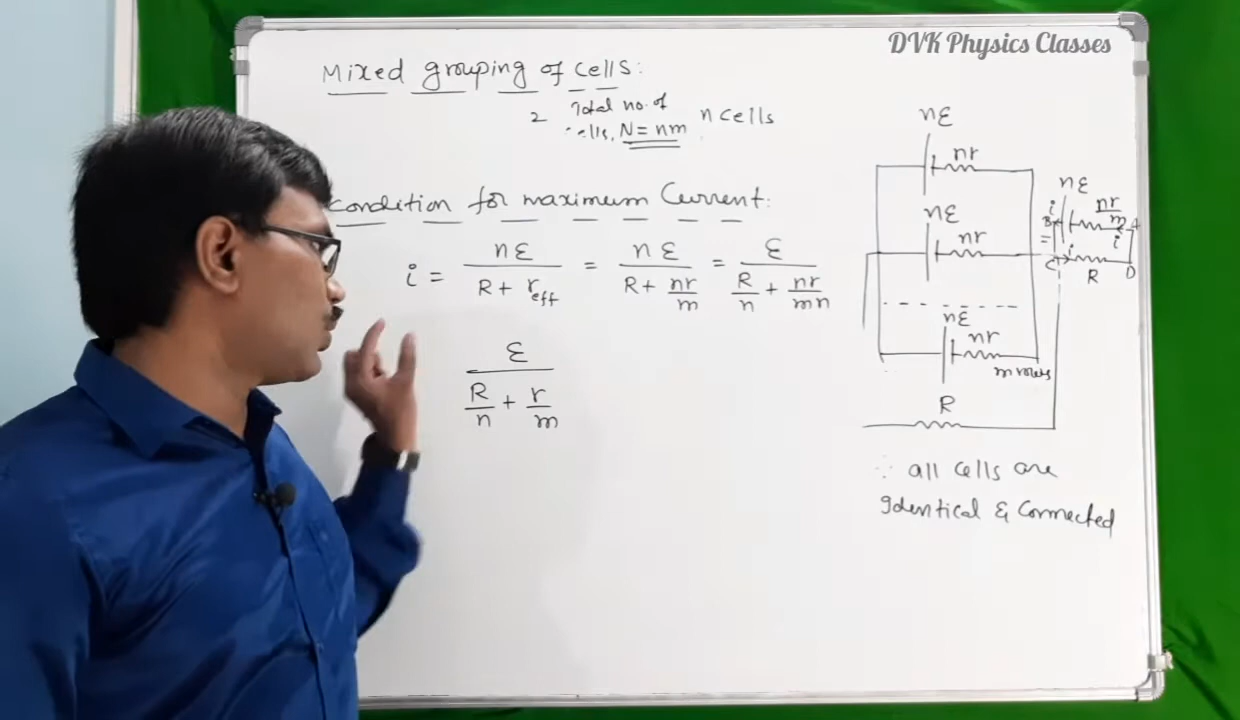 DVK Physics Classes
Mixed grouping of cells:
2 Total no. of n cells
cells, N = nm
condition for maximum Current:
i = nε / (R + r_eff) = nε / (R + nr/m) = ε / (R/n + nr/mn)
ε / (R/n + r/m)
nε
nr
nε
nr
nε
nr
m rows
R
nε
nr/m
i
B
A
i
=
C
i
R
D
∵ all cells are
Identical & Connected